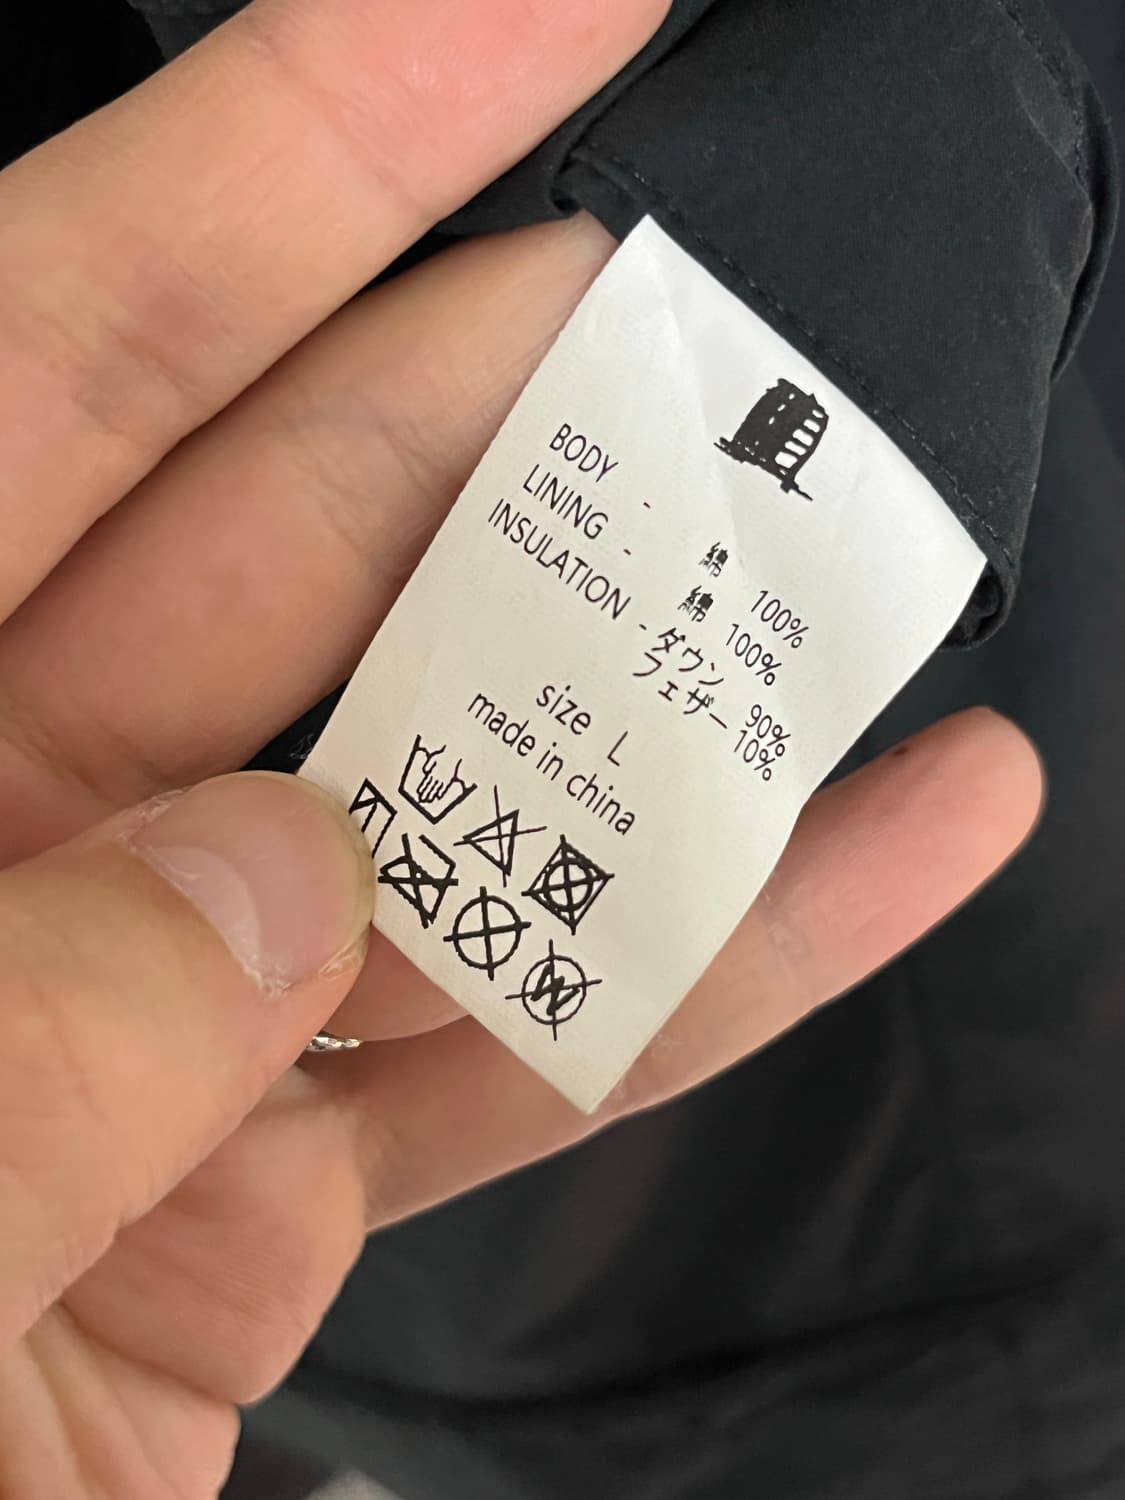 BODY - 綿 100%
LINING - 綿 100%
INSULATION - ダウン 90%
フェザー 10%
size L
made in china
W